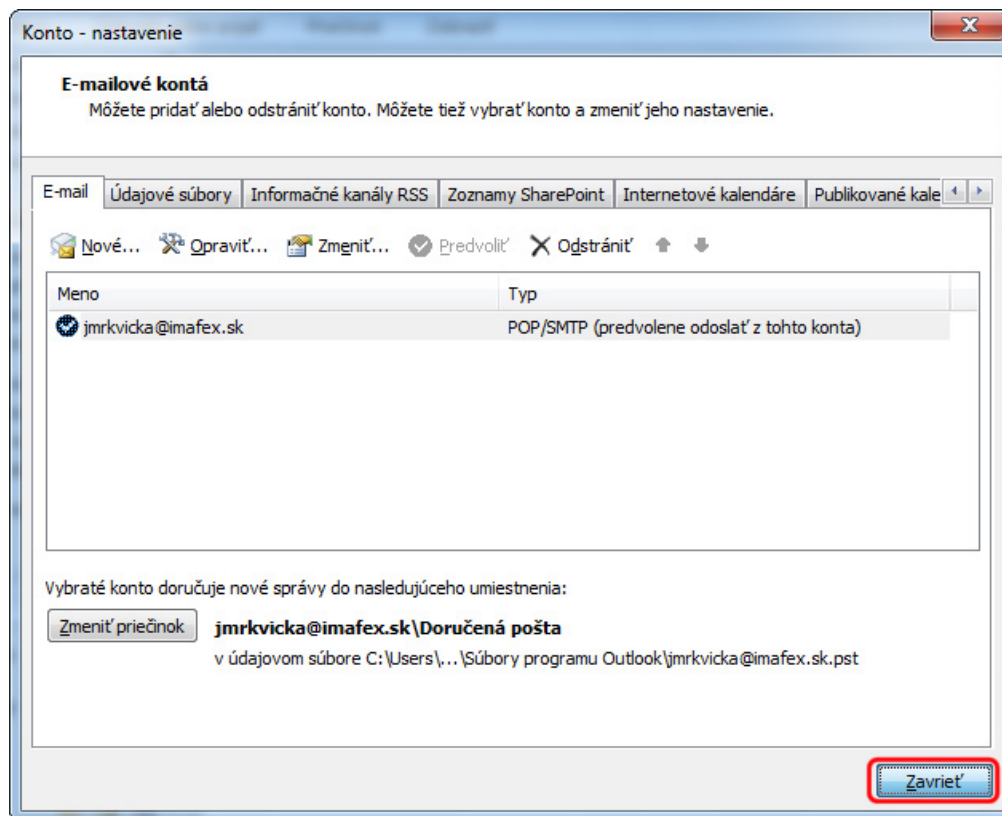 Konto - nastavenie
E-mailové kontá
Môžete pridať alebo odstrániť konto. Môžete tiež vybrať konto a zmeniť jeho nastavenie.
E-mail Údajové súbory Informačné kanály RSS Zoznamy SharePoint Internetové kalendáre Publikované kale
Nové... Opraviť... Zmeniť... Predvoliť Odstrániť
Meno Typ
jmrkvicka@imafex.sk POP/SMTP (predvolene odoslať z tohto konta)
Vybraté konto doručuje nové správy do nasledujúceho umiestnenia:
Zmeniť priečinok jmrkvicka@imafex.sk\Doručená pošta
v údajovom súbore C:\Users\...\Súbory programu Outlook\jmrkvicka@imafex.sk.pst
Zavrieť